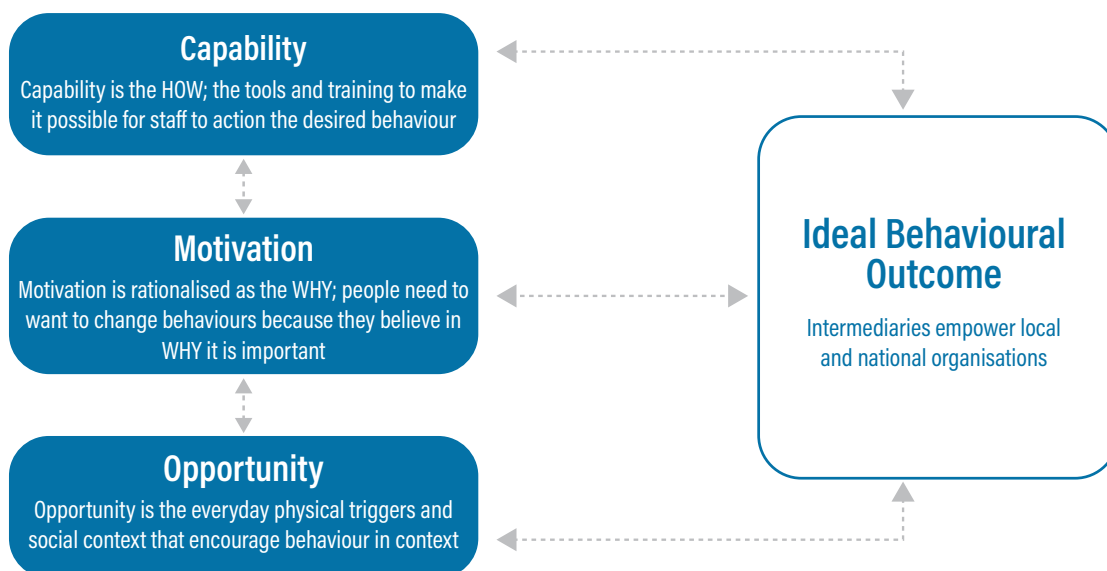 Capability
Capability is the HOW; the tools and training to make
it possible for staff to action the desired behaviour
Motivation
Motivation is rationalised as the WHY; people need to
want to change behaviours because they believe in
WHY it is important
Opportunity
Opportunity is the everyday physical triggers and
social context that encourage behaviour in context
Ideal Behavioural
Outcome
Intermediaries empower local
and national organisations